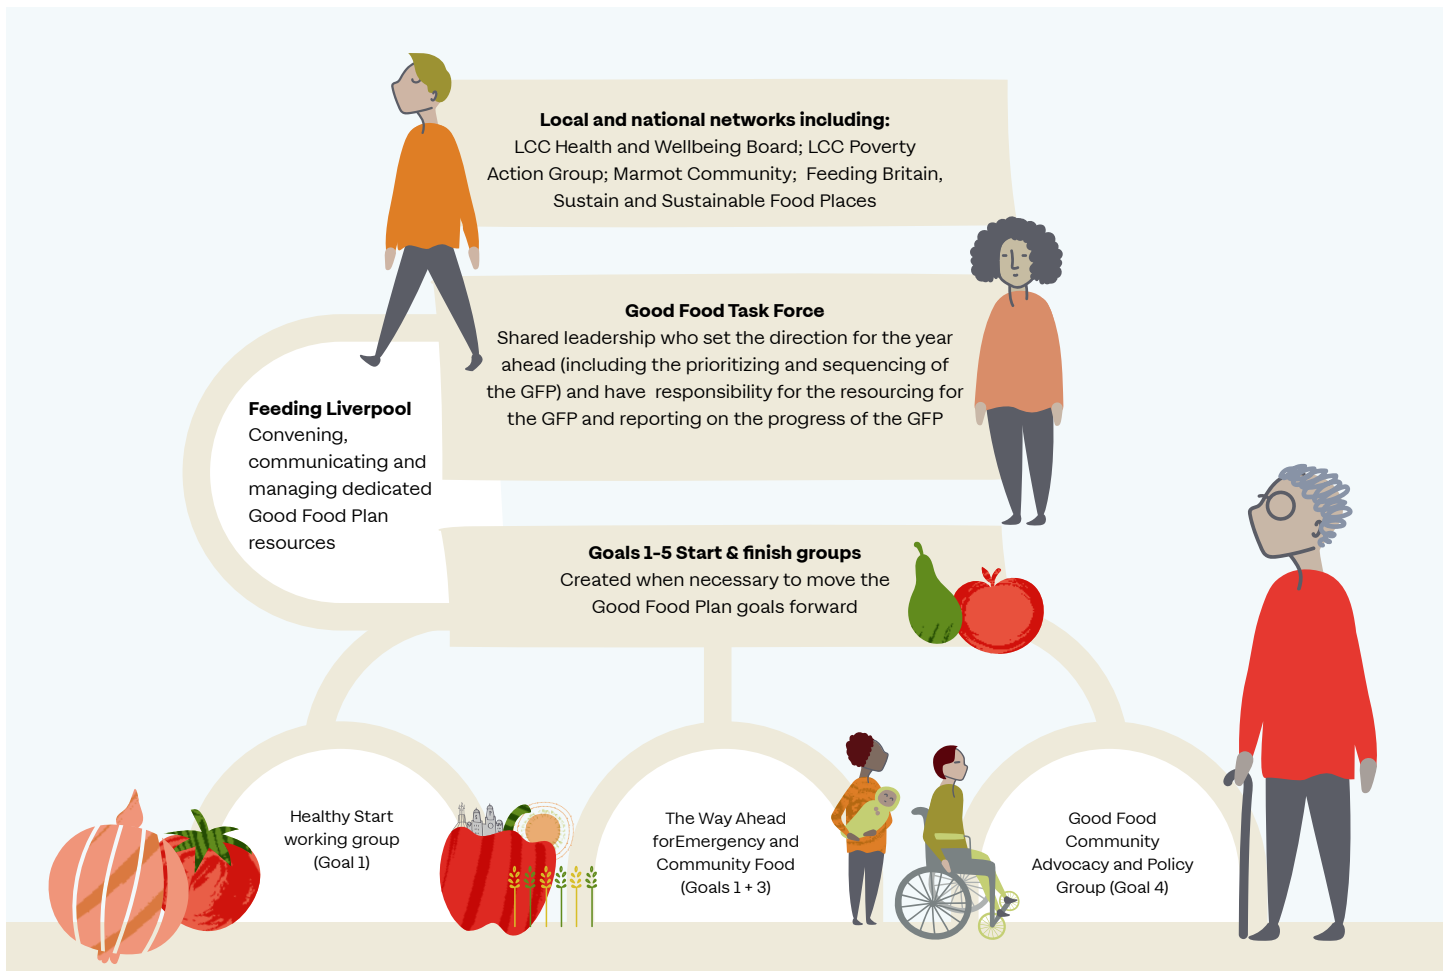 Local and national networks including:
LCC Health and Wellbeing Board; LCC Poverty
Action Group; Marmot Community;  Feeding Britain,
Sustain and Sustainable Food Places
Good Food Task Force
Shared leadership who set the direction for the year
ahead (including the prioritizing and sequencing of
the GFP) and have  responsibility for the resourcing for
the GFP and reporting on the progress of the GFP
Feeding Liverpool
Convening,
communicating and
managing dedicated
Good Food Plan
resources
Goals 1-5 Start & finish groups
Created when necessary to move the
Good Food Plan goals forward
Healthy Start
working group
(Goal 1)
The Way Ahead
forEmergency and
Community Food
(Goals 1 + 3)
Good Food
Community
Advocacy and Policy
Group (Goal 4)